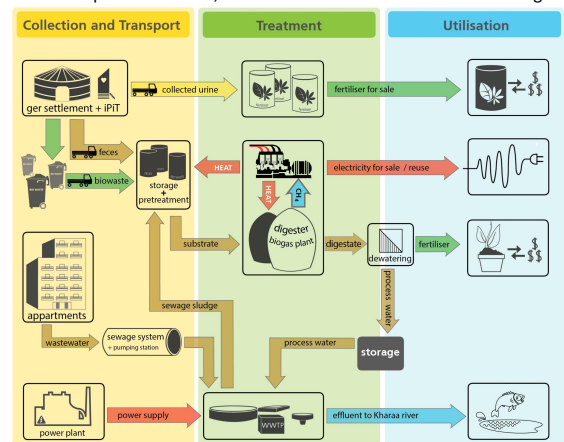 Collection and Transport
Treatment
Utilisation
ger settlement + iPiT
collected urine
fertiliser for sale
$
$ $
feces
biowaste
storage
+
pretreatment
HEAT
HEAT
CH₄
electricity for sale / reuse
substrate
digester
biogas plant
digestate
dewatering
fertiliser
$
$ $
appartments
sewage sludge
process water
wastewater
sewage system
+ pumping station
process water
storage
power plant
power supply
WWTP
effluent to Kharaa river